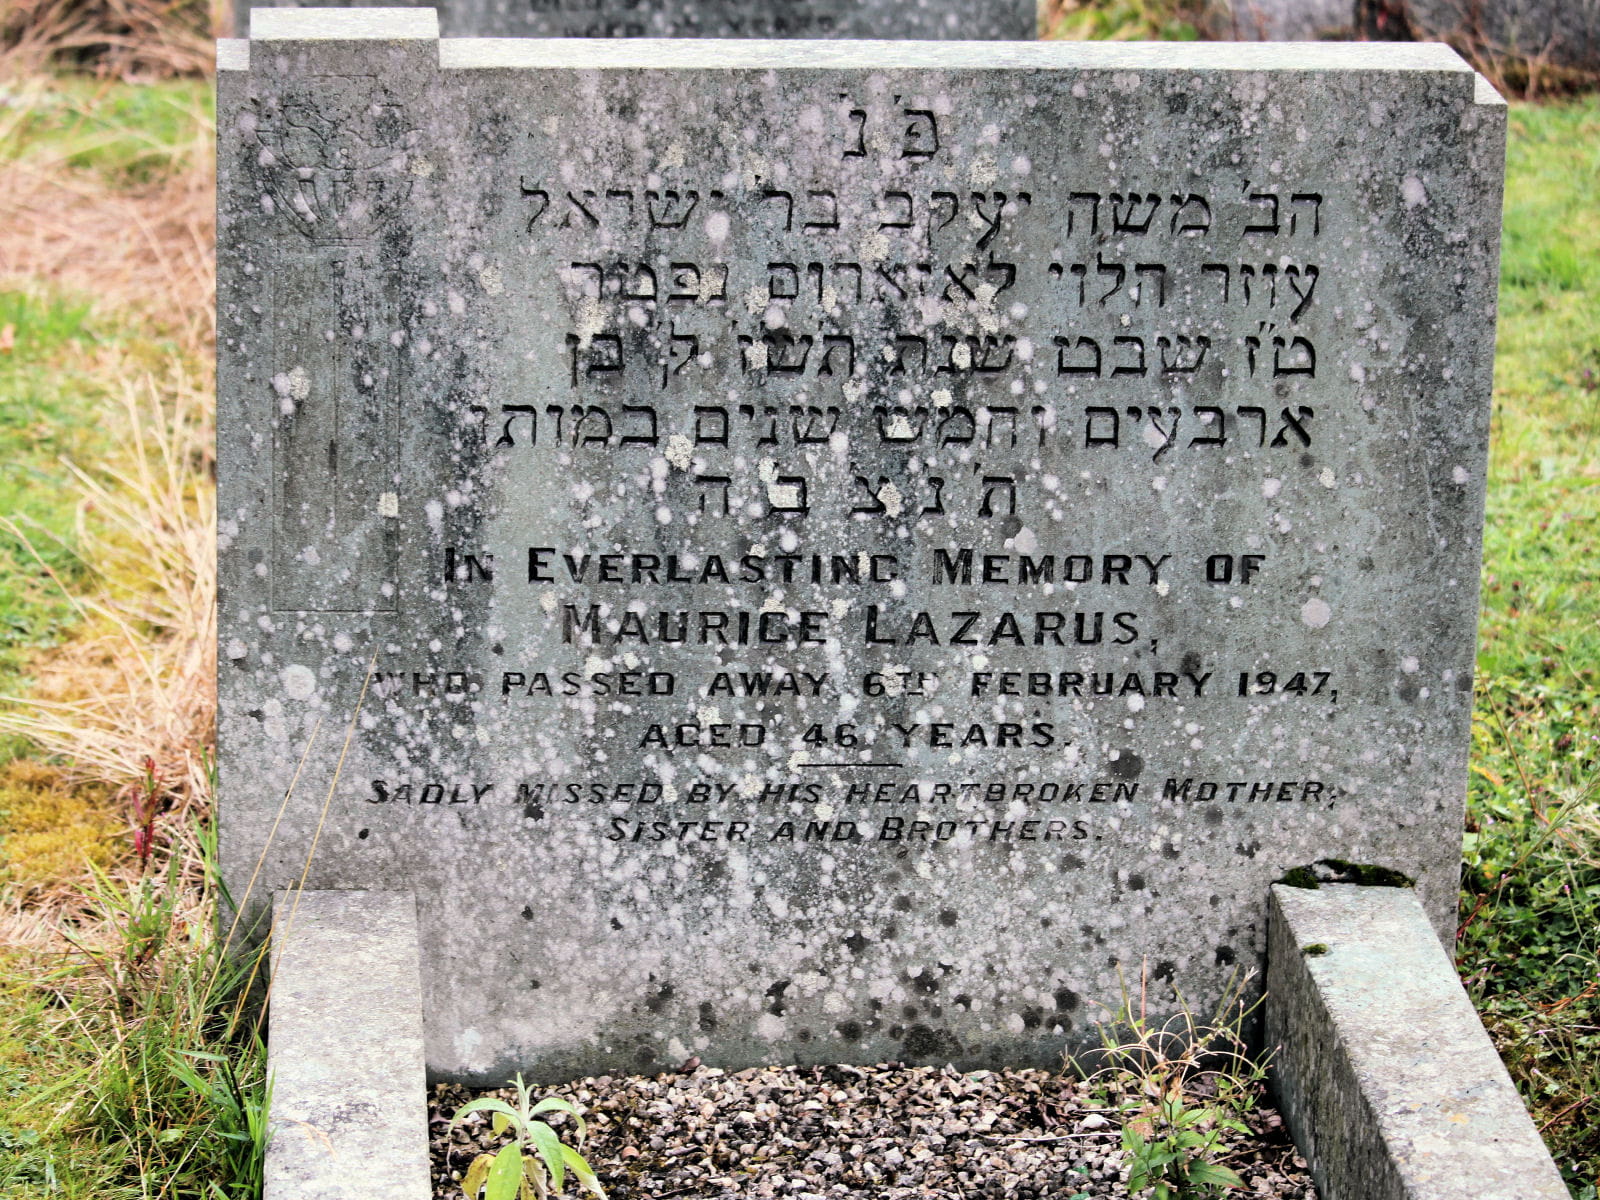 פ' נ'
הב' משה יעקב בר' ישראל
עוזר הלוי לאזארוס נפטר
ט"ז שבט שנת תש"ז ל' בן
ארבעים וחמש שנים במותו
ת' נ' צ' ב' ה'
IN EVERLASTING MEMORY OF
MAURICE LAZARUS,
WHO PASSED AWAY 6TH FEBRUARY 1947,
AGED 46 YEARS.
SADLY MISSED BY HIS HEARTBROKEN MOTHER,
SISTER AND BROTHERS.